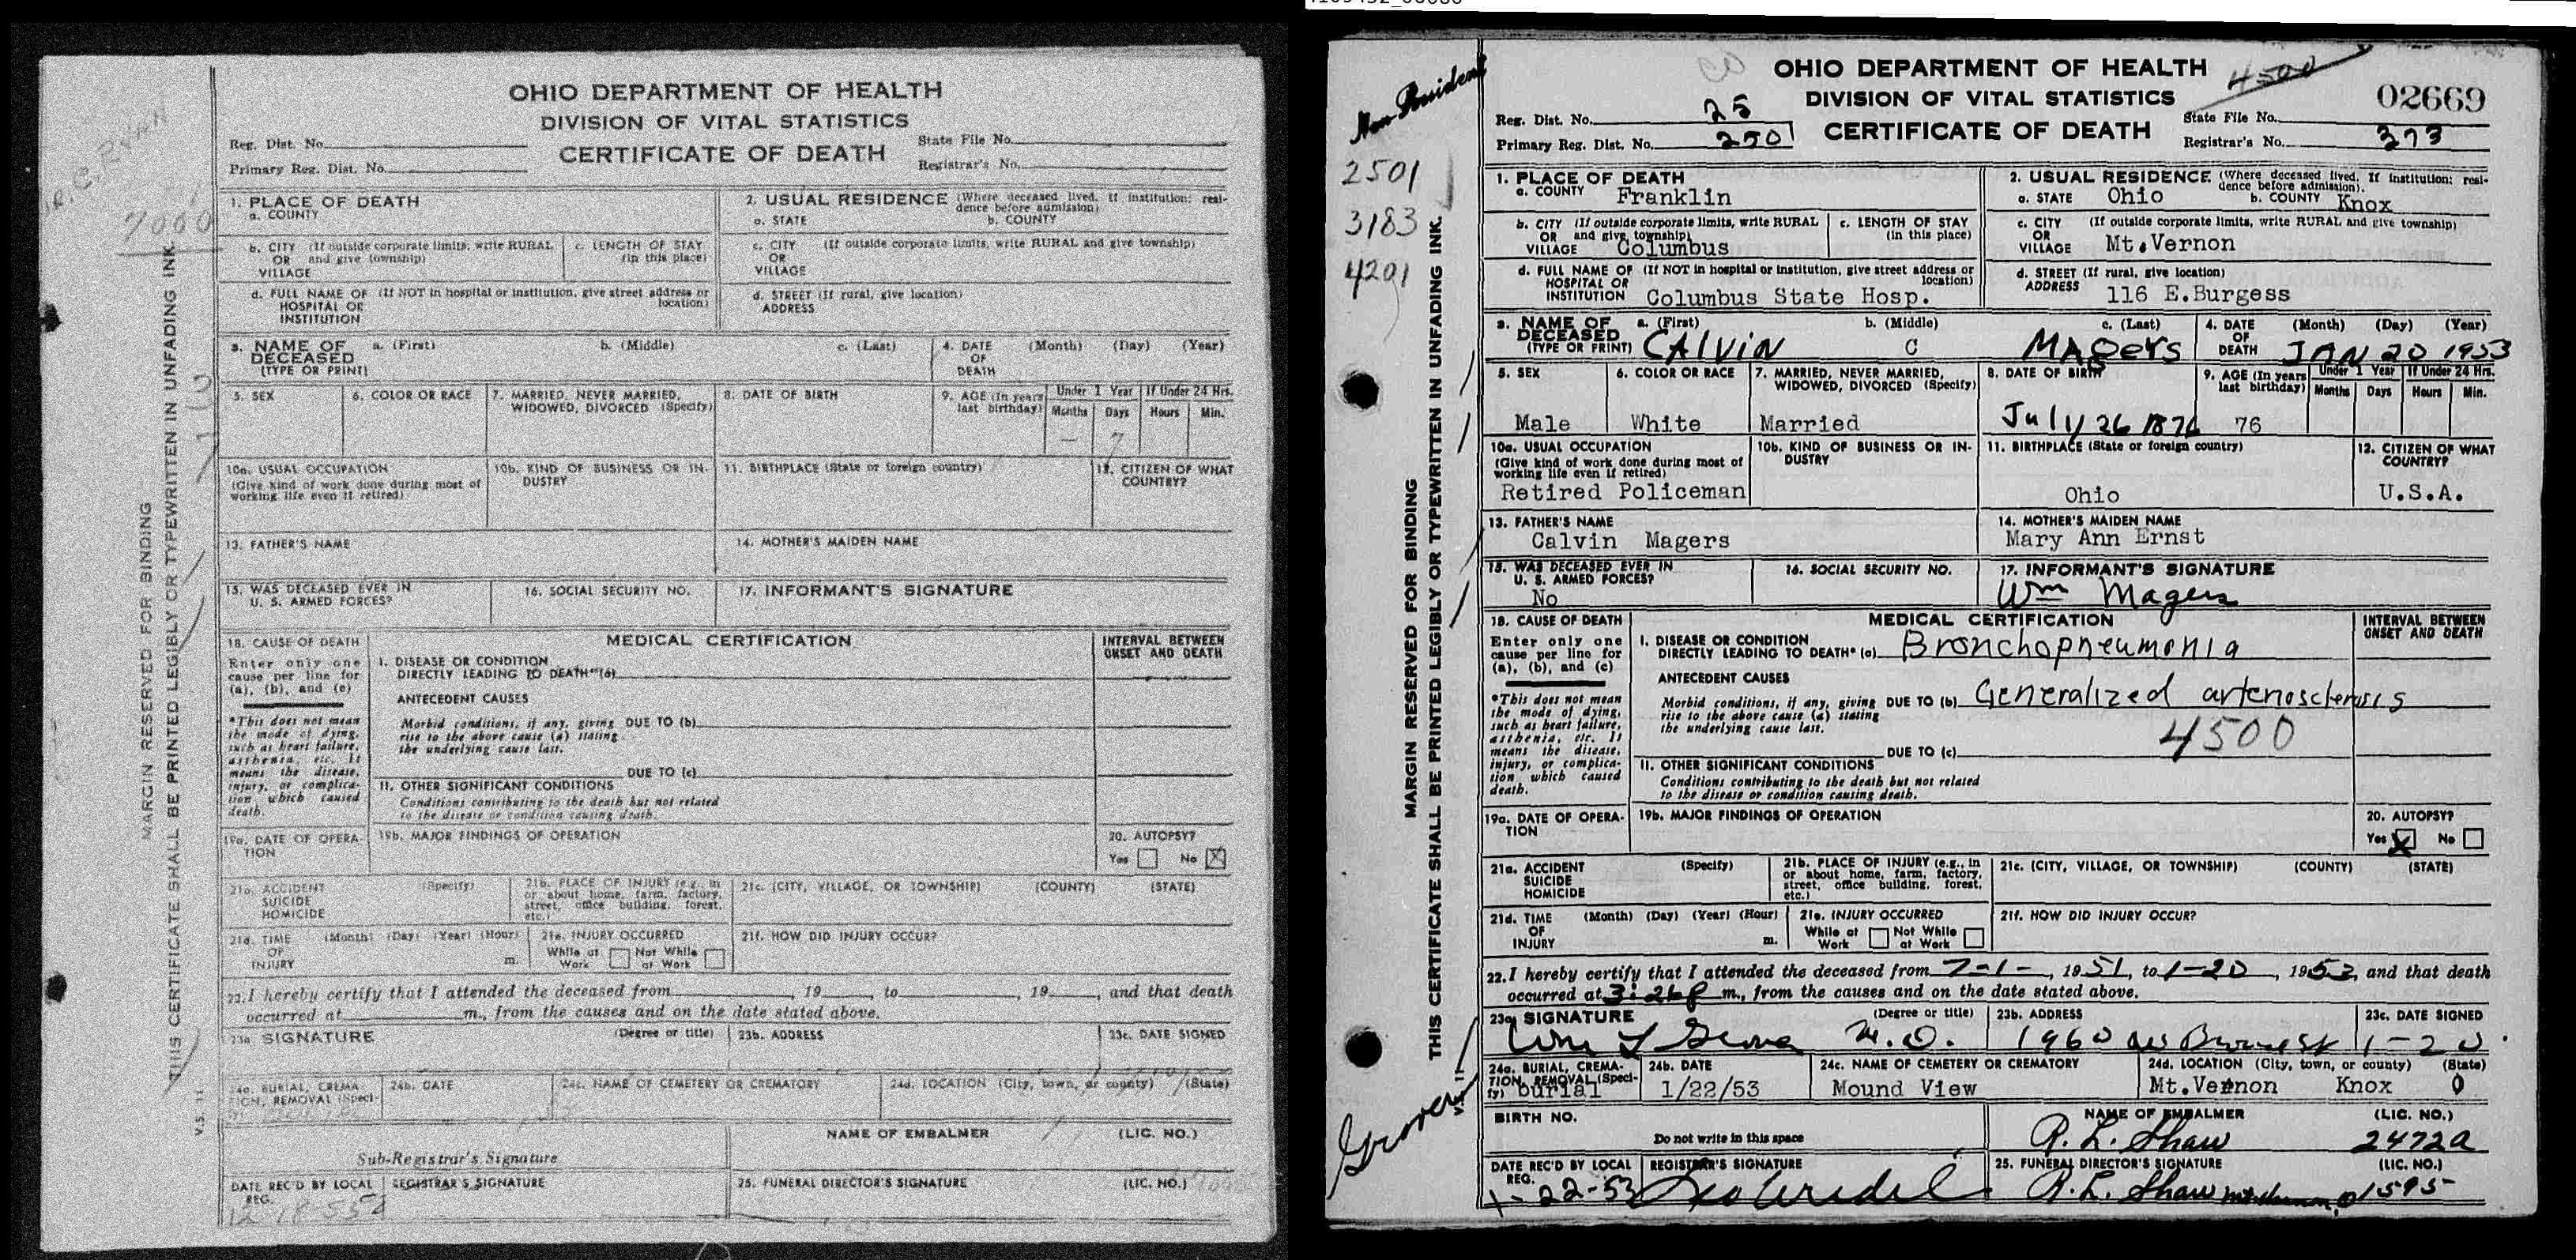 OHIO DEPARTMENT OF HEALTH
DIVISION OF VITAL STATISTICS
CERTIFICATE OF DEATH
Reg. Dist. No.
Primary Reg. Dist. No.
State File No.
Registrar's No.
7000
1. PLACE OF DEATH
a. COUNTY
2. USUAL RESIDENCE (Where deceased lived. If institution: resi-
dence before admission)
a. STATE b. COUNTY
b. CITY (If outside corporate limits, write RURAL
OR and give township)
VILLAGE
c. LENGTH OF STAY
(in this place)
c. CITY (If outside corporate limits, write RURAL and give township)
OR
VILLAGE
d. FULL NAME OF (If NOT in hospital or institution, give street address or
HOSPITAL OR location)
INSTITUTION
d. STREET (If rural, give location)
ADDRESS
3. NAME OF a. (First) b. (Middle) c. (Last)
DECEASED
(TYPE OR PRINT)
4. DATE (Month) (Day) (Year)
OF
DEATH
5. SEX
6. COLOR OR RACE
7. MARRIED, NEVER MARRIED,
WIDOWED, DIVORCED (Specify)
8. DATE OF BIRTH
9. AGE (In years
last birthday)
Under 1 Year If Under 24 Hrs.
Months Days Hours Min.
7
10a. USUAL OCCUPATION
(Give kind of work done during most of
working life even if retired)
10b. KIND OF BUSINESS OR IN-
DUSTRY
11. BIRTHPLACE (State or foreign country)
12. CITIZEN OF WHAT
COUNTRY?
13. FATHER'S NAME
14. MOTHER'S MAIDEN NAME
15. WAS DECEASED EVER IN
U. S. ARMED FORCES?
16. SOCIAL SECURITY NO.
17. INFORMANT'S SIGNATURE
18. CAUSE OF DEATH
Enter only one
cause per line for
(a), (b), and (c)
*This does not mean
the mode of dying,
such as heart failure,
asthenia, etc. It
means the disease,
injury, or complica-
tion which caused
death.
MEDICAL CERTIFICATION
INTERVAL BETWEEN
ONSET AND DEATH
I. DISEASE OR CONDITION
DIRECTLY LEADING TO DEATH* (a)
ANTECEDENT CAUSES
Morbid conditions, if any, giving DUE TO (b)
rise to the above cause (a) stating
the underlying cause last.
DUE TO (c)
II. OTHER SIGNIFICANT CONDITIONS
Conditions contributing to the death but not related
to the disease or condition causing death.
19a. DATE OF OPERA-
TION
19b. MAJOR FINDINGS OF OPERATION
20. AUTOPSY?
Yes No X
21a. ACCIDENT (Specify)
SUICIDE
HOMICIDE
21b. PLACE OF INJURY (e.g., in
or about home, farm, factory,
street, office building, forest,
etc.)
21c. (CITY, VILLAGE, OR TOWNSHIP) (COUNTY) (STATE)
21d. TIME (Month) (Day) (Year) (Hour)
OF
INJURY m.
21e. INJURY OCCURRED
While at Not While
Work at Work
21f. HOW DID INJURY OCCUR?
22. I hereby certify that I attended the deceased from , 19 , to , 19 , and that death
occurred at m., from the causes and on the date stated above.
23a. SIGNATURE (Degree or title)
23b. ADDRESS
23c. DATE SIGNED
24a. BURIAL, CREMA-
TION, REMOVAL (Speci-
fy)
24b. DATE
24c. NAME OF CEMETERY OR CREMATORY
24d. LOCATION (City, town, or county) (State)
NAME OF EMBALMER (LIC. NO.)
Sub-Registrar's Signature
DATE REC'D BY LOCAL
REG.
REGISTRAR'S SIGNATURE
25. FUNERAL DIRECTOR'S SIGNATURE (LIC. NO.)
MARGIN RESERVED FOR BINDING
THIS CERTIFICATE SHALL BE PRINTED LEGIBLY OR TYPEWRITTEN IN UNFADING INK
V.S. 11
Non Resident
2501
3183
4201
OHIO DEPARTMENT OF HEALTH
DIVISION OF VITAL STATISTICS
CERTIFICATE OF DEATH
4500
02669
Reg. Dist. No. 25
Primary Reg. Dist. No. 2501
State File No.
Registrar's No. 373
1. PLACE OF DEATH
a. COUNTY Franklin
2. USUAL RESIDENCE (Where deceased lived. If institution: resi-
dence before admission).
a. STATE Ohio b. COUNTY Knox
b. CITY (If outside corporate limits, write RURAL
OR and give township)
VILLAGE Columbus
c. LENGTH OF STAY
(in this place)
c. CITY (If outside corporate limits, write RURAL and give township)
OR
VILLAGE Mt. Vernon
d. FULL NAME OF (If NOT in hospital or institution, give street address or
HOSPITAL OR location)
INSTITUTION Columbus State Hosp.
d. STREET (If rural, give location)
ADDRESS 116 E.Burgess
3. NAME OF a. (First) b. (Middle) c. (Last)
DECEASED
(TYPE OR PRINT) CAlViN C MAgers
4. DATE (Month) (Day) (Year)
OF
DEATH JAN 20 1953
5. SEX
Male
6. COLOR OR RACE
White
7. MARRIED, NEVER MARRIED,
WIDOWED, DIVORCED (Specify)
Married
8. DATE OF BIRTH
July 26 1876
9. AGE (In years
last birthday)
76
Under 1 Year If Under 24 Hrs.
Months Days Hours Min.
10a. USUAL OCCUPATION
(Give kind of work done during most of
working life even if retired)
Retired Policeman
10b. KIND OF BUSINESS OR IN-
DUSTRY
11. BIRTHPLACE (State or foreign country)
Ohio
12. CITIZEN OF WHAT
COUNTRY?
U.S.A.
13. FATHER'S NAME
Calvin Magers
14. MOTHER'S MAIDEN NAME
Mary Ann Ernst
15. WAS DECEASED EVER IN
U. S. ARMED FORCES?
No
16. SOCIAL SECURITY NO.
17. INFORMANT'S SIGNATURE
Wm Magers
18. CAUSE OF DEATH
Enter only one
cause per line for
(a), (b), and (c)
*This does not mean
the mode of dying,
such as heart failure,
asthenia, etc. It
means the disease,
injury, or complica-
tion which caused
death.
MEDICAL CERTIFICATION
INTERVAL BETWEEN
ONSET AND DEATH
I. DISEASE OR CONDITION
DIRECTLY LEADING TO DEATH* (a) Bronchopneumonia
ANTECEDENT CAUSES
Morbid conditions, if any, giving DUE TO (b) Generalized arteriosclerosis
rise to the above cause (a) stating
the underlying cause last.
4500
DUE TO (c)
II. OTHER SIGNIFICANT CONDITIONS
Conditions contributing to the death but not related
to the disease or condition causing death.
19a. DATE OF OPERA-
TION
19b. MAJOR FINDINGS OF OPERATION
20. AUTOPSY?
Yes X No
21a. ACCIDENT (Specify)
SUICIDE
HOMICIDE
21b. PLACE OF INJURY (e.g., in
or about home, farm, factory,
street, office building, forest,
etc.)
21c. (CITY, VILLAGE, OR TOWNSHIP) (COUNTY) (STATE)
21d. TIME (Month) (Day) (Year) (Hour)
OF
INJURY m.
21e. INJURY OCCURRED
While at Not While
Work at Work
21f. HOW DID INJURY OCCUR?
22. I hereby certify that I attended the deceased from 7-1-, 1951, to 1-20, 1953, and that death
occurred at 3:26 P m., from the causes and on the date stated above.
23a. SIGNATURE (Degree or title)
M.D.
23b. ADDRESS
1960
23c. DATE SIGNED
1-20
24a. BURIAL, CREMA-
TION, REMOVAL (Speci-
fy) burial
24b. DATE
1/22/53
24c. NAME OF CEMETERY OR CREMATORY
Mound View
24d. LOCATION (City, town, or county) (State)
Mt.Vernon Knox O
BIRTH NO.
Do not write in this space
NAME OF EMBALMER (LIC. NO.)
R. L. Shaw 2472A
DATE REC'D BY LOCAL
REG.
1-22-53
REGISTRAR'S SIGNATURE
25. FUNERAL DIRECTOR'S SIGNATURE (LIC. NO.)
R. L. Shaw 1595
MARGIN RESERVED FOR BINDING
THIS CERTIFICATE SHALL BE PRINTED LEGIBLY OR TYPEWRITTEN IN UNFADING INK.